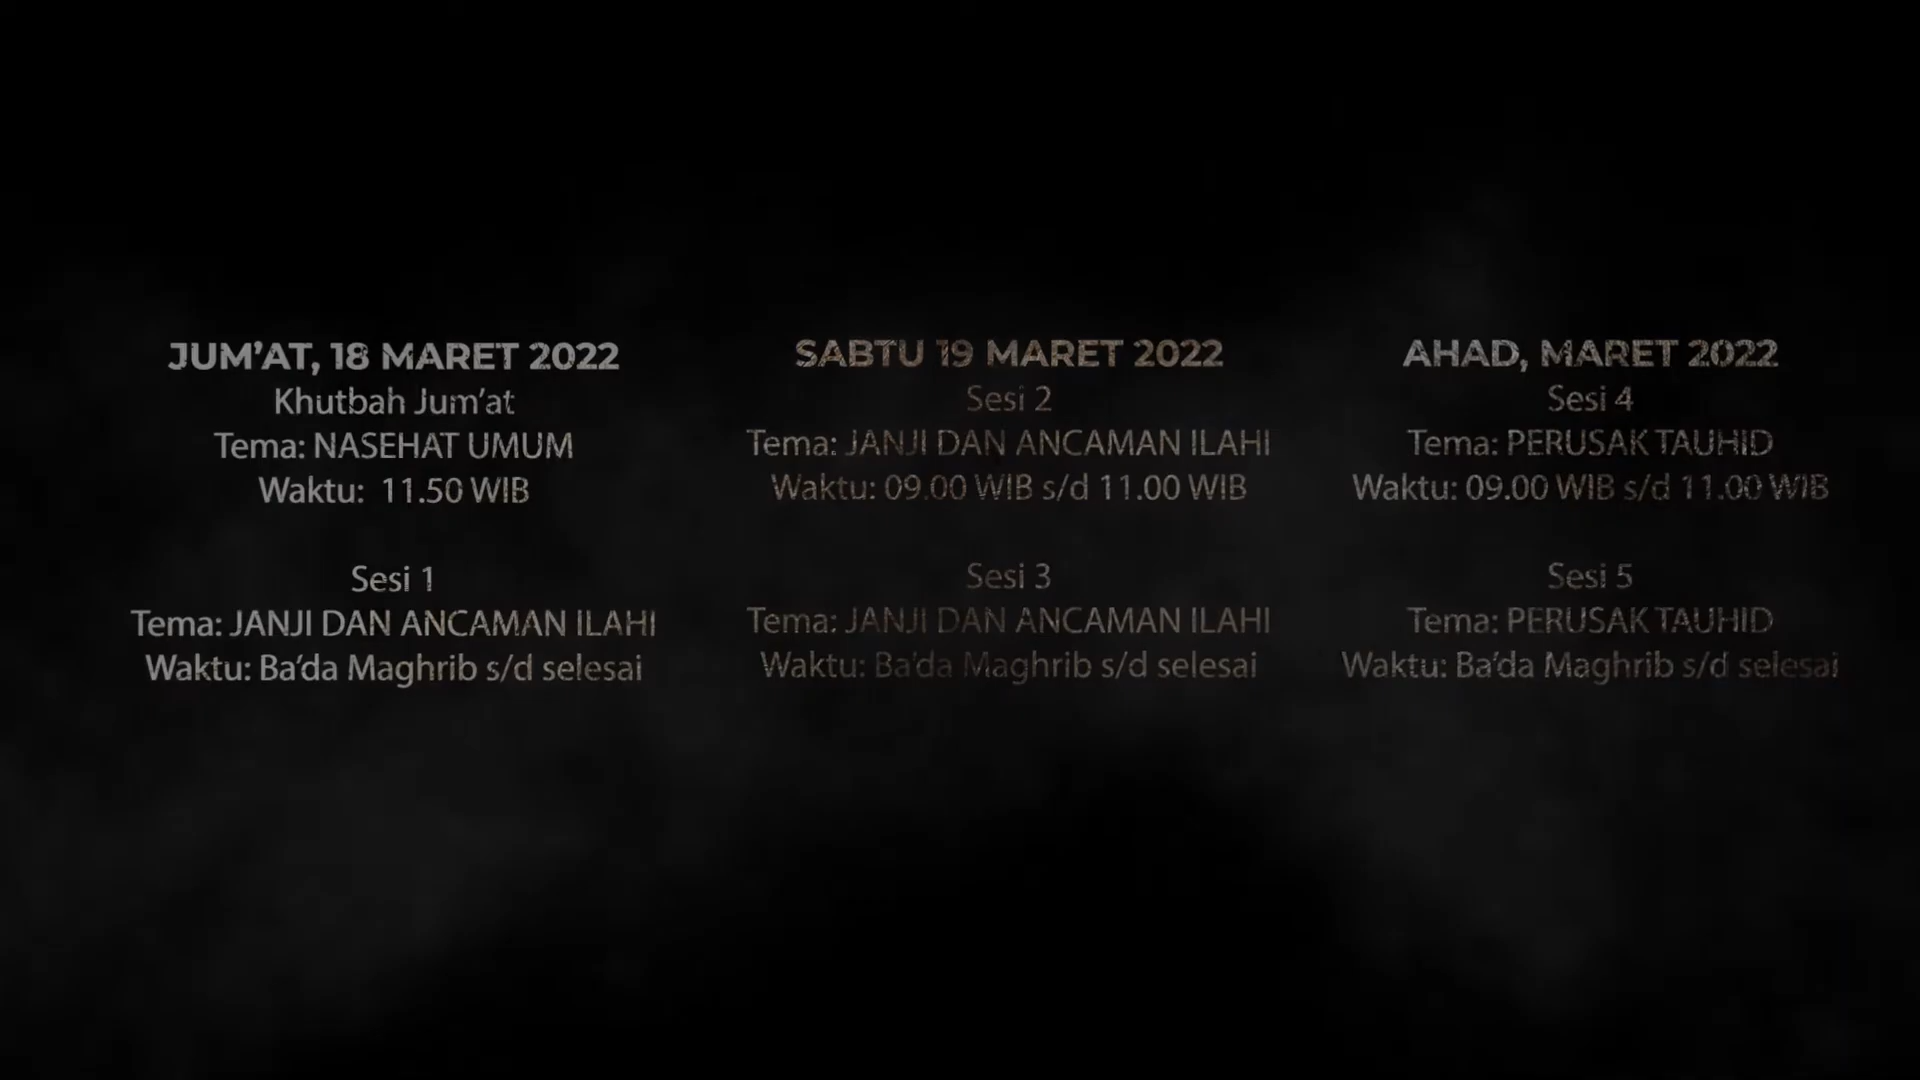 JUM’AT, 18 MARET 2022
Khutbah Jum’at
Tema: NASEHAT UMUM
Waktu:  11.50 WIB
Sesi 1
Tema: JANJI DAN ANCAMAN ILAHI
Waktu: Ba’da Maghrib s/d selesai
SABTU 19 MARET 2022
Sesi 2
Tema: JANJI DAN ANCAMAN ILAHI
Waktu: 09.00 WIB s/d 11.00 WIB
Sesi 3
Tema: JANJI DAN ANCAMAN ILAHI
Waktu: Ba’da Maghrib s/d selesai
AHAD, MARET 2022
Sesi 4
Tema: PERUSAK TAUHID
Waktu: 09.00 WIB s/d 11.00 WIB
Sesi 5
Tema: PERUSAK TAUHID
Waktu: Ba’da Maghrib s/d selesai